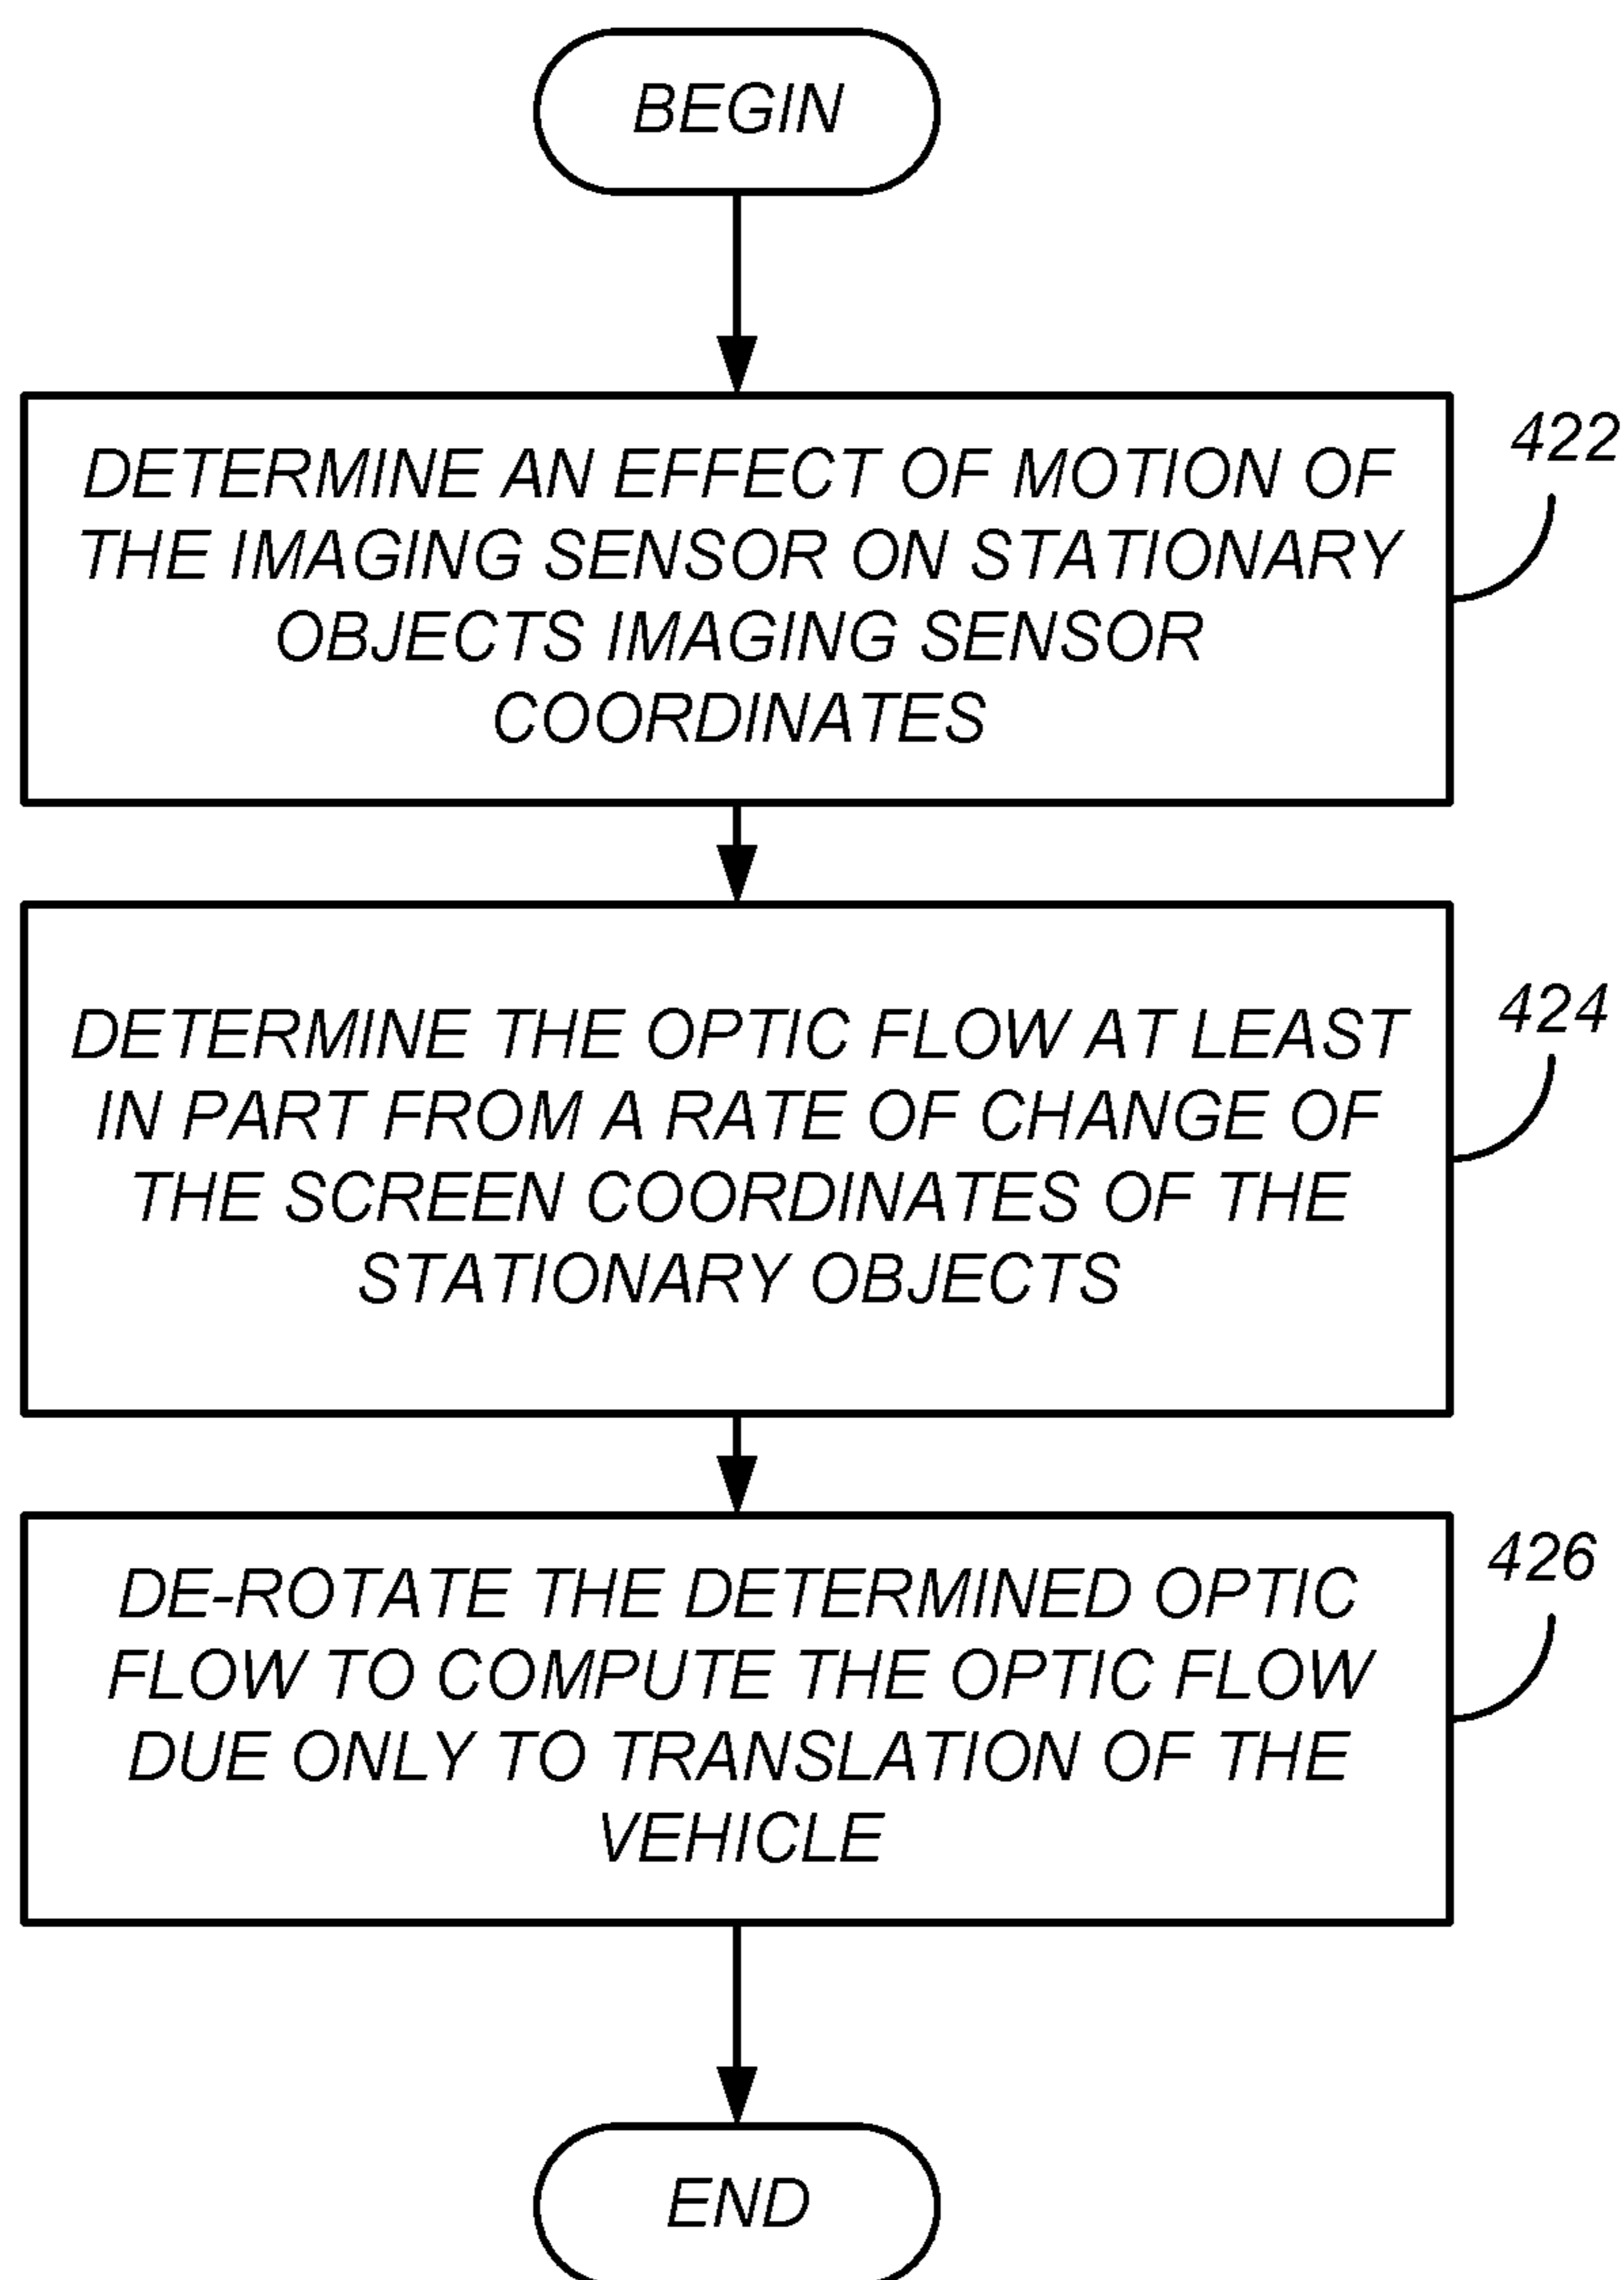 BEGIN
DETERMINE AN EFFECT OF MOTION OF
THE IMAGING SENSOR ON STATIONARY
OBJECTS IMAGING SENSOR
COORDINATES
422
DETERMINE THE OPTIC FLOW AT LEAST
IN PART FROM A RATE OF CHANGE OF
THE SCREEN COORDINATES OF THE
STATIONARY OBJECTS
424
DE-ROTATE THE DETERMINED OPTIC
FLOW TO COMPUTE THE OPTIC FLOW
DUE ONLY TO TRANSLATION OF THE
VEHICLE
426
END